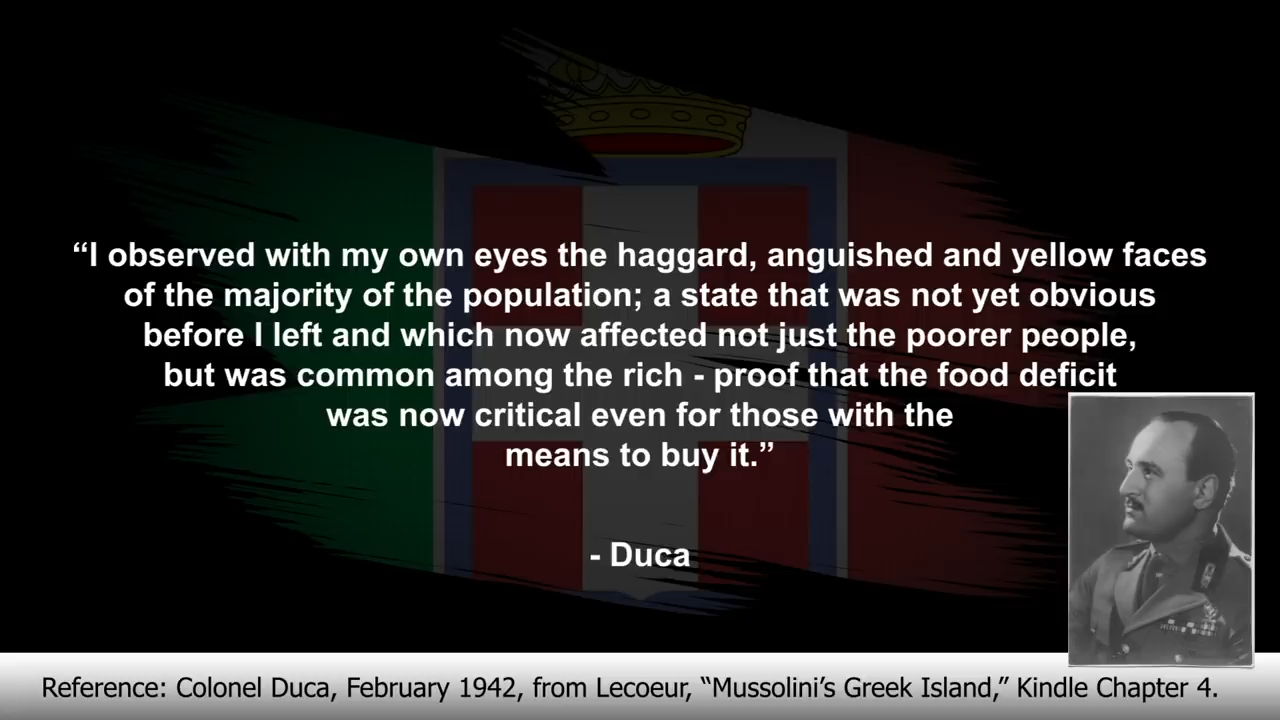 “I observed with my own eyes the haggard, anguished and yellow faces
of the majority of the population; a state that was not yet obvious
before I left and which now affected not just the poorer people,
but was common among the rich - proof that the food deficit
was now critical even for those with the
means to buy it.”
- Duca
Reference: Colonel Duca, February 1942, from Lecoeur, “Mussolini’s Greek Island,” Kindle Chapter 4.